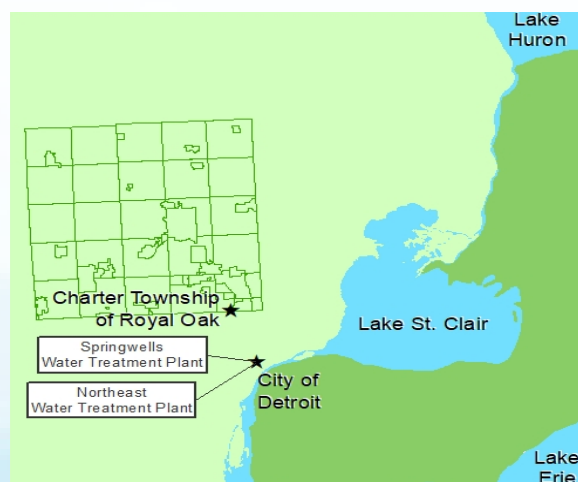 Lake
Huron
Charter Township
of Royal Oak
Lake St. Clair
Springwells
Water Treatment Plant
Northeast
Water Treatment Plant
City of
Detroit
Lake
Erie